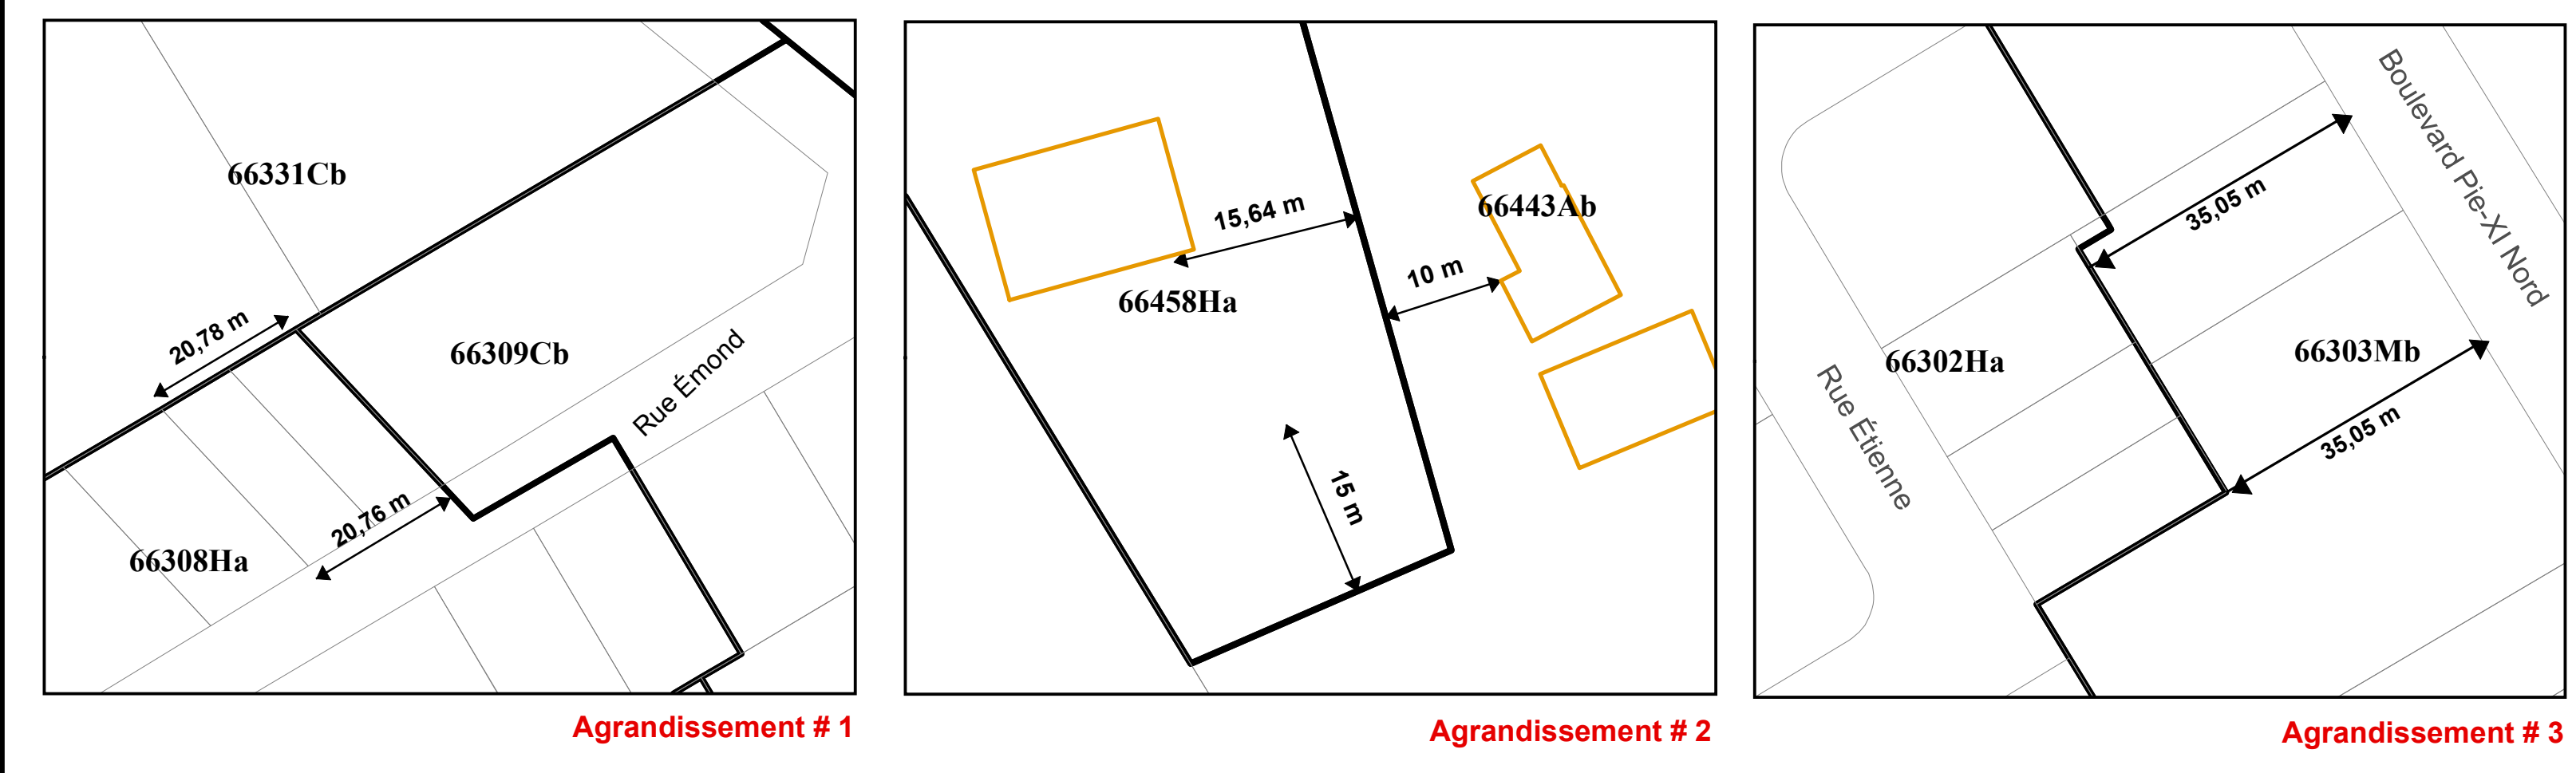 66331Cb
20,78 m
66309Cb
Rue Émond
20,76 m
66308Ha
Agrandissement # 1
15,64 m
66443Ab
10 m
66458Ha
15 m
Agrandissement # 2
Boulevard Pie-XI Nord
35,05 m
66302Ha
66303Mb
Rue Étienne
35,05 m
Agrandissement # 3